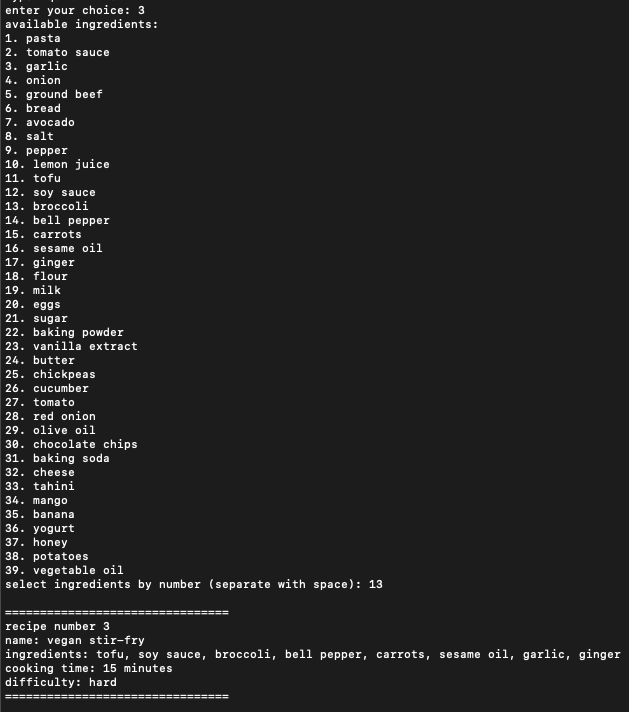 enter your choice: 3
available ingredients:
1. pasta
2. tomato sauce
3. garlic
4. onion
5. ground beef
6. bread
7. avocado
8. salt
9. pepper
10. lemon juice
11. tofu
12. soy sauce
13. broccoli
14. bell pepper
15. carrots
16. sesame oil
17. ginger
18. flour
19. milk
20. eggs
21. sugar
22. baking powder
23. vanilla extract
24. butter
25. chickpeas
26. cucumber
27. tomato
28. red onion
29. olive oil
30. chocolate chips
31. baking soda
32. cheese
33. tahini
34. mango
35. banana
36. yogurt
37. honey
38. potatoes
39. vegetable oil
select ingredients by number (separate with space): 13
================================
recipe number 3
name: vegan stir-fry
ingredients: tofu, soy sauce, broccoli, bell pepper, carrots, sesame oil, garlic, ginger
cooking time: 15 minutes
difficulty: hard
================================